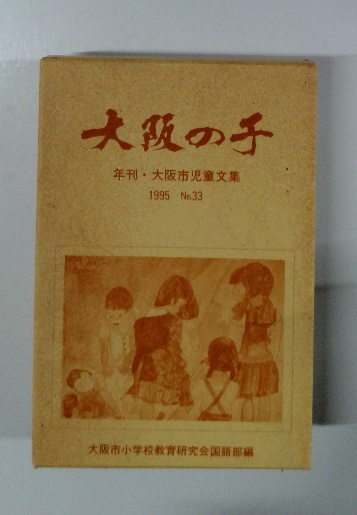 大阪の子
年刊・大阪市児童文集
1995 No.33
大阪市小学校教育研究会国語部編